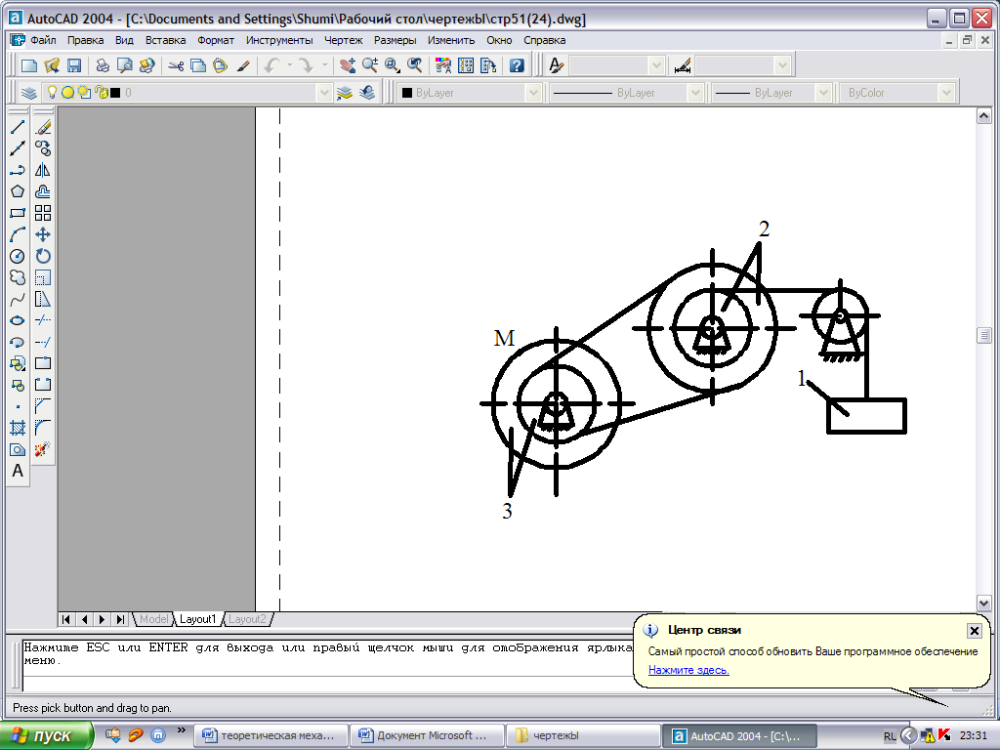 AutoCAD 2004 - [C:\Documents and Settings\Shumi\Рабочий стол\чертежЫ\стр51(24).dwg]
Файл Правка Вид Вставка Формат Инструменты Чертеж Размеры Изменить Окно Справка
0 ByLayer ByLayer ByLayer ByColor
A
2
М
1
3
Model Layout1 Layout2
Нажмите ESC или ENTER для выхода или правый щелчок мыши для отображения ярлыка
меню.
Центр связи
Самый простой способ обновить Ваше программное обеспечение
Нажмите здесь.
Press pick button and drag to pan.
пуск » теоретическая меха... Документ Microsoft ... чертежЫ AutoCAD 2004 - [C:\... RU 23:31